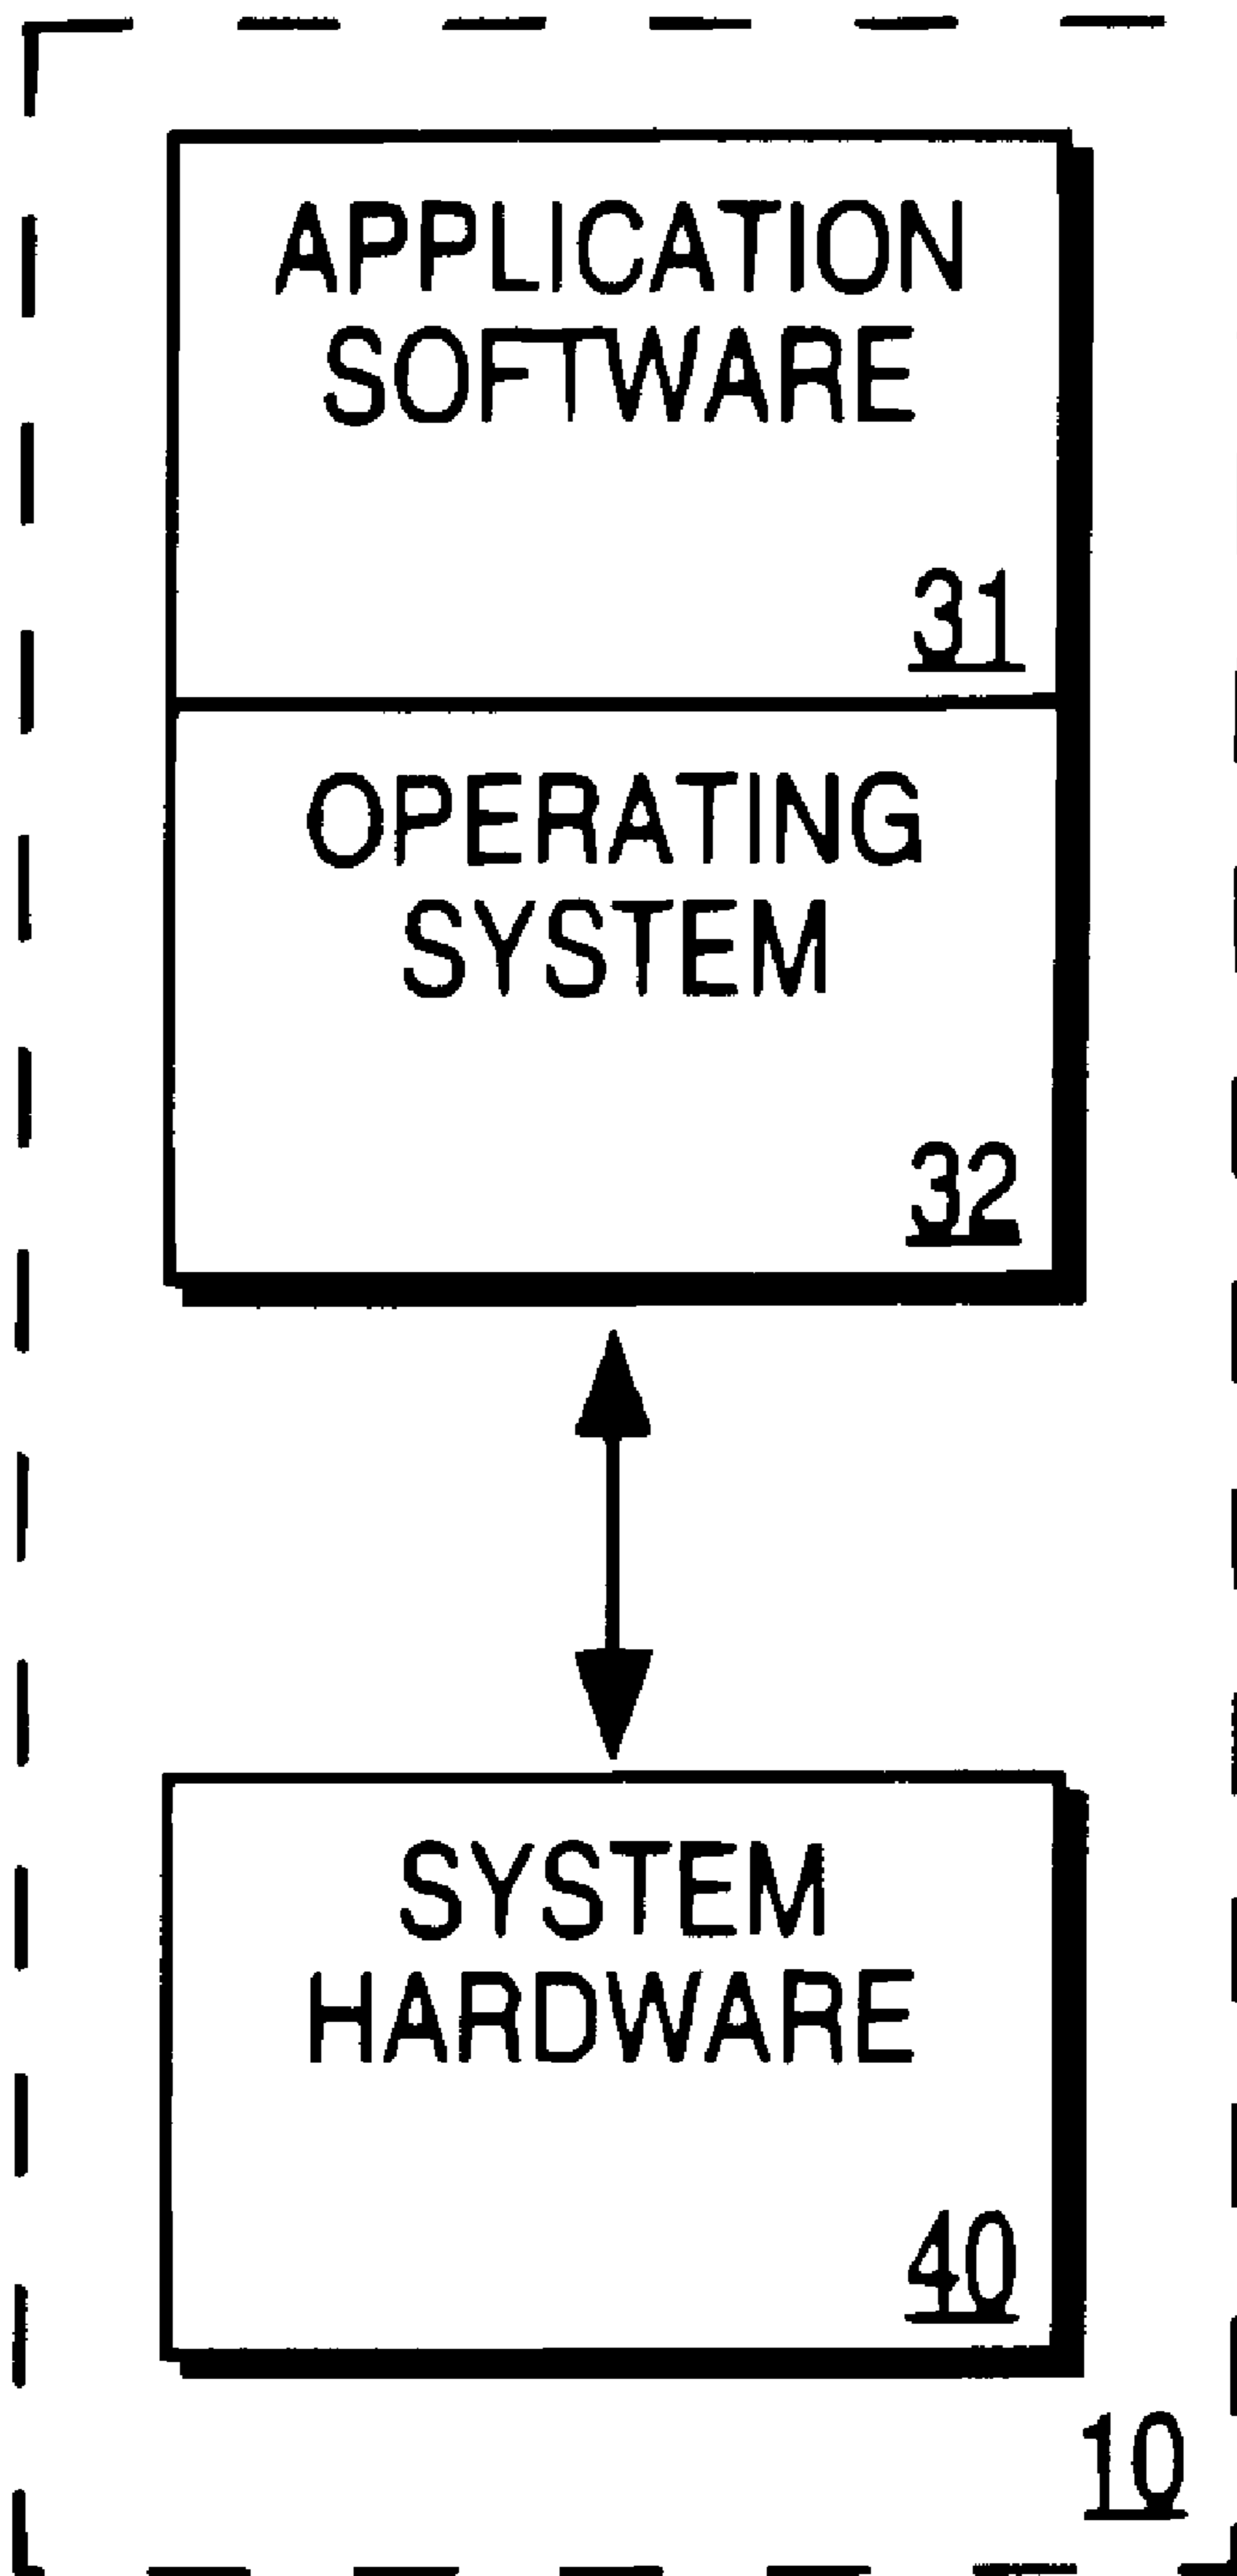 APPLICATION
SOFTWARE
31
OPERATING
SYSTEM
32
SYSTEM
HARDWARE
40
10